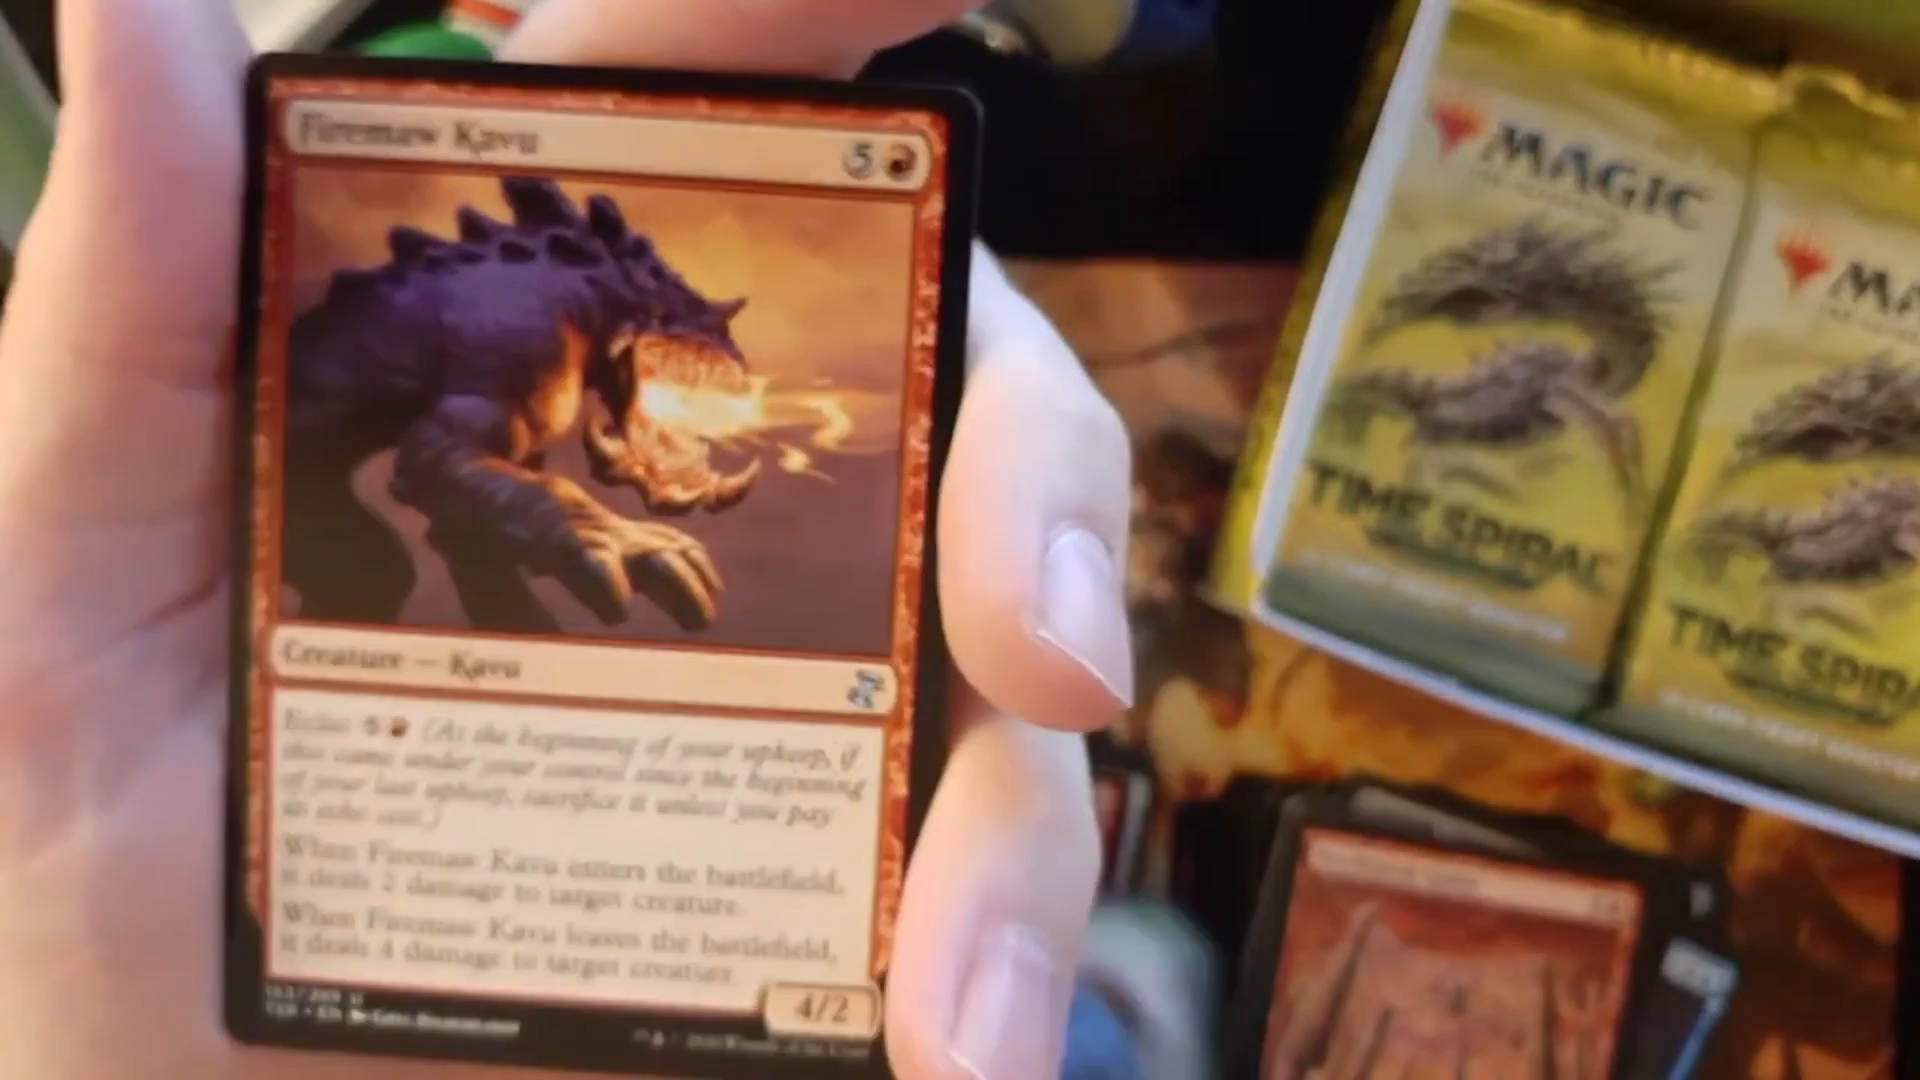 Firemaw Kavu
5
Creature — Kavu
Echo 5 (At the beginning of your upkeep, if
this came under your control since the beginning
of your last upkeep, sacrifice it unless you pay
its echo cost.)
When Firemaw Kavu enters the battlefield,
it deals 2 damage to target creature.
When Firemaw Kavu leaves the battlefield,
it deals 4 damage to target creature.
4/2
MAGIC
TIME SPIRAL
MA
TIME SPIRA